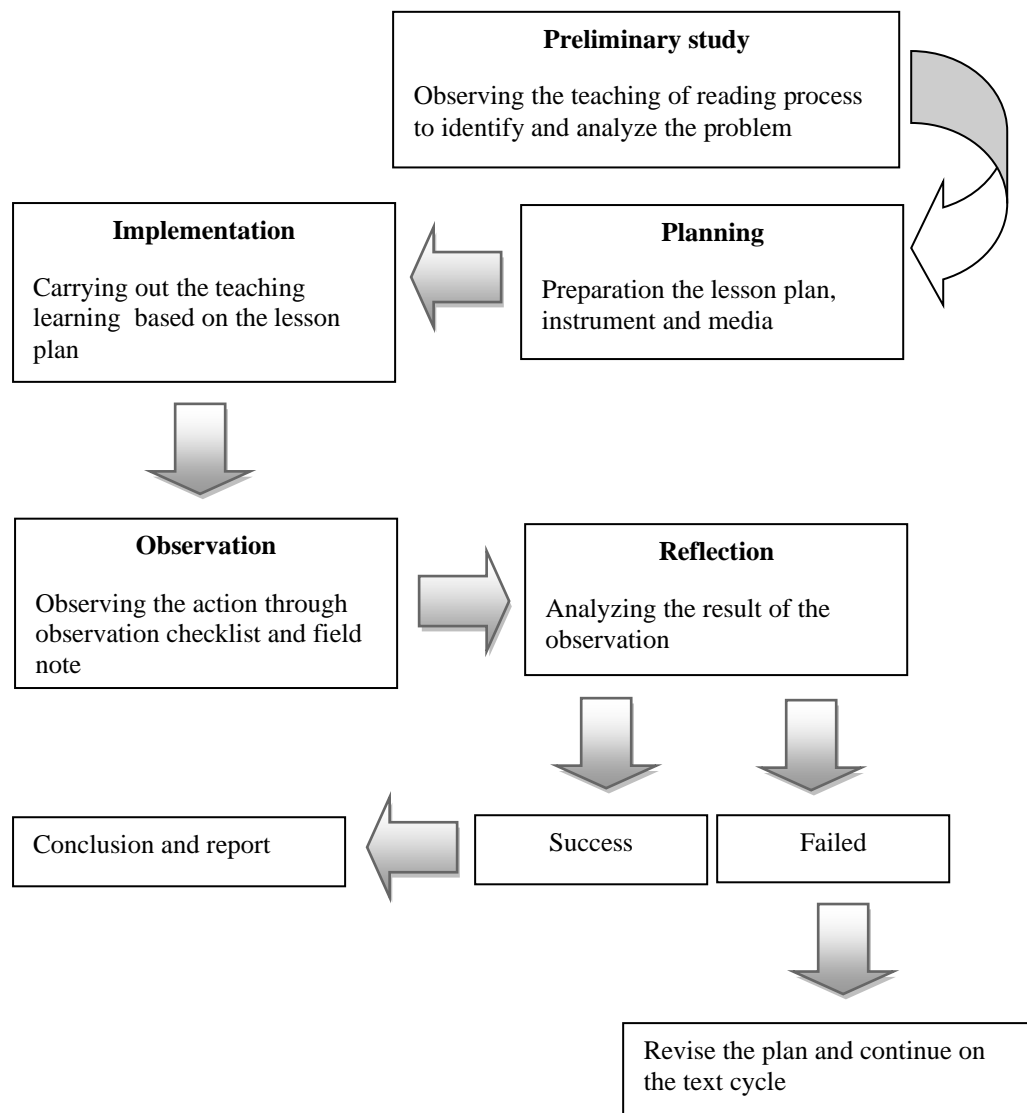 Preliminary study
Observing the teaching of reading process
to identify and analyze the problem
Planning
Preparation the lesson plan,
instrument and media
Implementation
Carrying out the teaching
learning based on the lesson
plan
Observation
Observing the action through
observation checklist and field
note
Reflection
Analyzing the result of the
observation
Success
Failed
Conclusion and report
Revise the plan and continue on
the text cycle